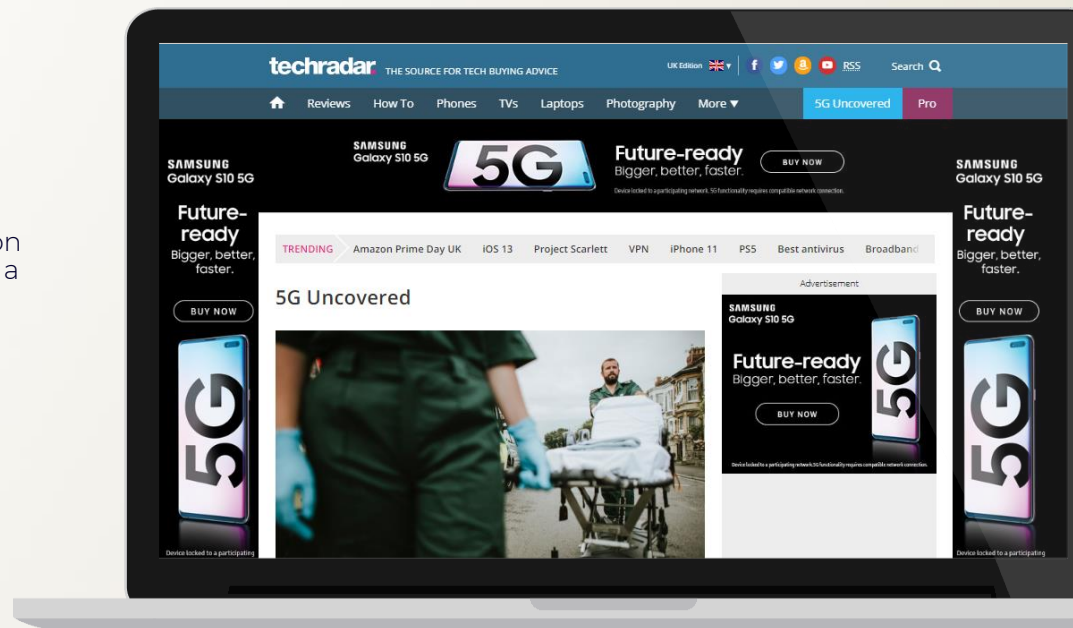 on
a
techradar. THE SOURCE FOR TECH BUYING ADVICE
UK Edition
RSS
Search
Reviews How To Phones TVs Laptops Photography More ▼ 5G Uncovered Pro
SAMSUNG
Galaxy S10 5G
5G
Future-ready
Bigger, better, faster.
BUY NOW
Device locked to a participating network. 5G functionality requires compatible network connection.
SAMSUNG
Galaxy S10 5G
Future-
ready
Bigger, better,
faster.
BUY NOW
5G
Device locked to a participating
TRENDING Amazon Prime Day UK iOS 13 Project Scarlett VPN iPhone 11 PS5 Best antivirus Broadband
5G Uncovered
Advertisement
SAMSUNG
Galaxy S10 5G
Future-ready
Bigger, better, faster.
BUY NOW
5G
Device locked to a participating network. 5G functionality requires compatible network connection.
SAMSUNG
Galaxy S10 5G
Future-
ready
Bigger, better,
faster.
BUY NOW
5G
Device locked to a participating